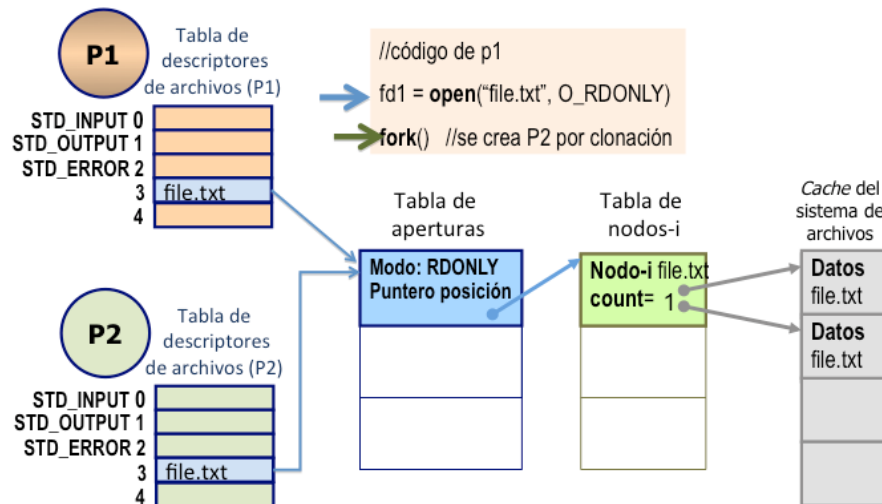 P1
Tabla de
descriptores
de archivos (P1)
STD_INPUT 0
STD_OUTPUT 1
STD_ERROR 2
3 file.txt
4
//código de p1
fd1 = open(“file.txt”, O_RDONLY)
fork() //se crea P2 por clonación
Tabla de
aperturas
Modo: RDONLY
Puntero posición
Tabla de
nodos-i
Nodo-i file.txt
count= 1
Cache del
sistema de
archivos
Datos
file.txt
Datos
file.txt
P2
Tabla de
descriptores
de archivos (P2)
STD_INPUT 0
STD_OUTPUT 1
STD_ERROR 2
3 file.txt
4